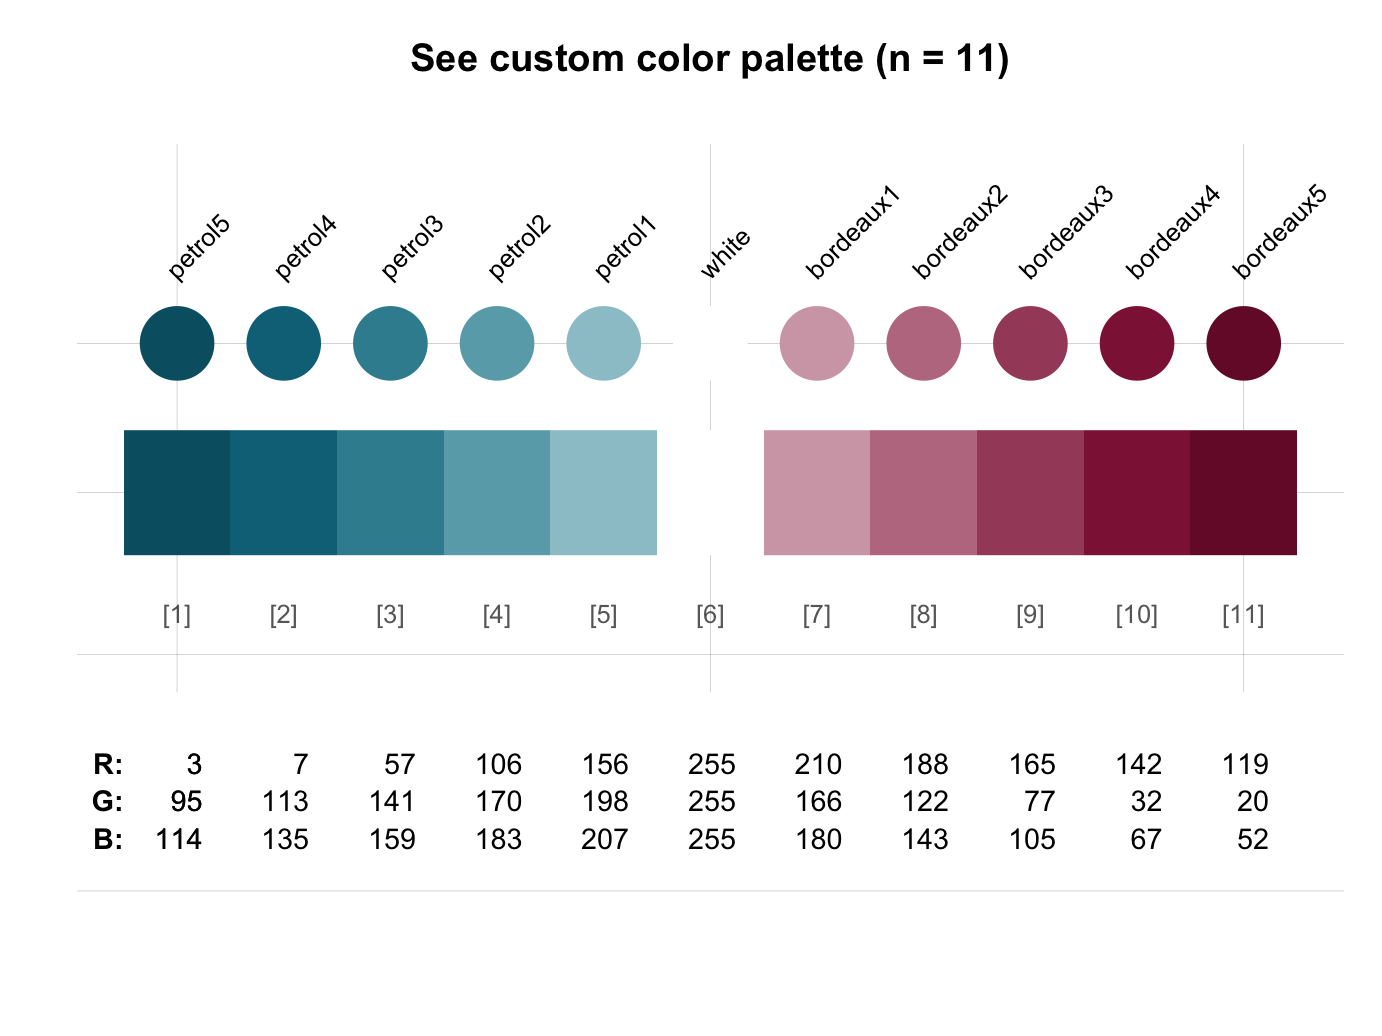 See custom color palette (n = 11)
petrol5 petrol4 petrol3 petrol2 petrol1 white bordeaux1 bordeaux2 bordeaux3 bordeaux4 bordeaux5
[1] [2] [3] [4] [5] [6] [7] [8] [9] [10] [11]
R: 3 7 57 106 156 255 210 188 165 142 119
G: 95 113 141 170 198 255 166 122 77 32 20
B: 114 135 159 183 207 255 180 143 105 67 52